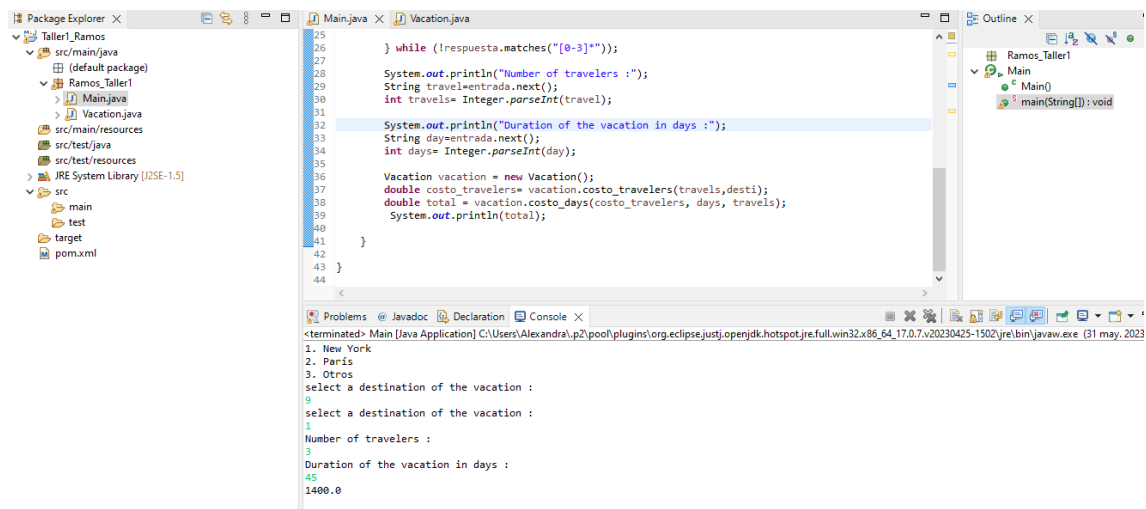 Package Explorer
Taller1_Ramos
src/main/java
(default package)
Ramos_Taller1
Main.java
Vacation.java
src/main/resources
src/test/java
src/test/resources
JRE System Library [J2SE-1.5]
src
main
test
target
pom.xml
Main.java Vacation.java
25
26 } while (!respuesta.matches("[0-3]*"));
27
28 System.out.println("Number of travelers :");
29 String travel=entrada.next();
30 int travels= Integer.parseInt(travel);
31
32 System.out.println("Duration of the vacation in days :");
33 String day=entrada.next();
34 int days= Integer.parseInt(day);
35
36 Vacation vacation = new Vacation();
37 double costo_travelers= vacation.costo_travelers(travels,desti);
38 double total = vacation.costo_days(costo_travelers, days, travels);
39 System.out.println(total);
40
41 }
42
43 }
44
Outline
Ramos_Taller1
Main
Main()
main(String[]) : void
Problems @ Javadoc Declaration Console
<terminated> Main [Java Application] C:\Users\Alexandra\.p2\pool\plugins\org.eclipse.justj.openjdk.hotspot.jre.full.win32.x86_64_17.0.7.v20230425-1502\jre\bin\javaw.exe (31 may. 2023
1. New York
2. París
3. Otros
select a destination of the vacation :
9
select a destination of the vacation :
1
Number of travelers :
3
Duration of the vacation in days :
45
1400.0